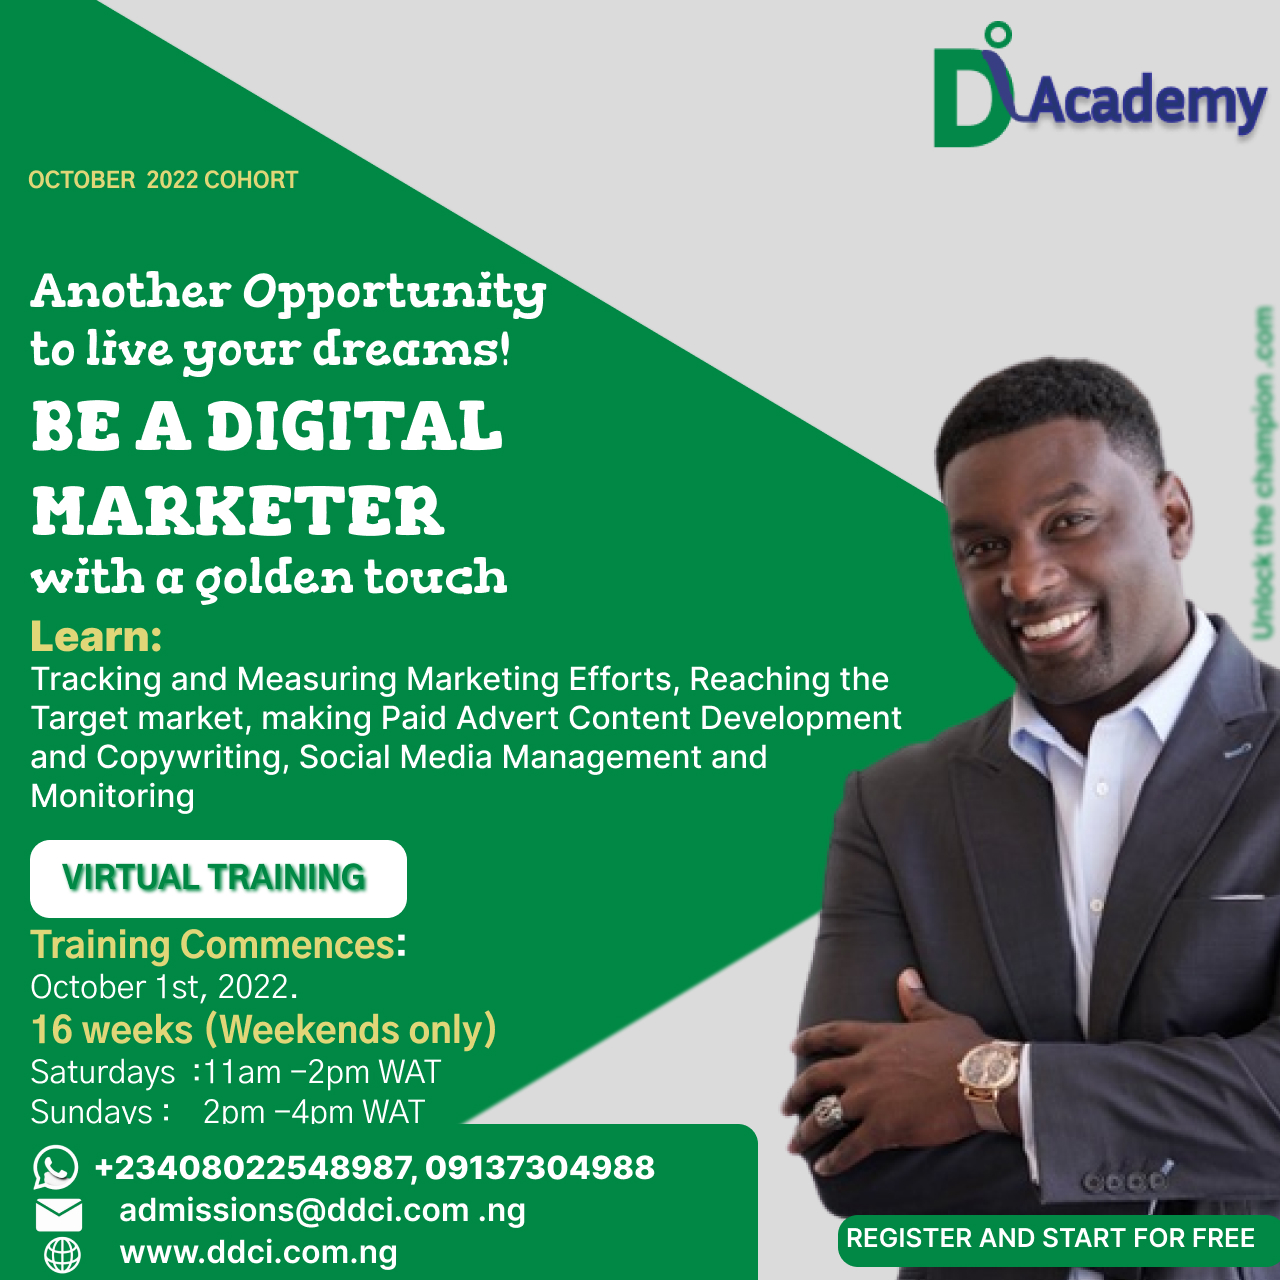 D Academy
OCTOBER 2022 COHORT
Another Opportunity
to live your dreams!
BE A DIGITAL
MARKETER
with a golden touch
Learn:
Tracking and Measuring Marketing Efforts, Reaching the
Target market, making Paid Advert Content Development
and Copywriting, Social Media Management and
Monitoring
VIRTUAL TRAINING
Training Commences:
October 1st, 2022.
16 weeks (Weekends only)
Saturdays :11am -2pm WAT
Sundays : 2pm -4pm WAT
+23408022548987, 09137304988
admissions@ddci.com .ng
www.ddci.com.ng
Unlock the champion .com
REGISTER AND START FOR FREE